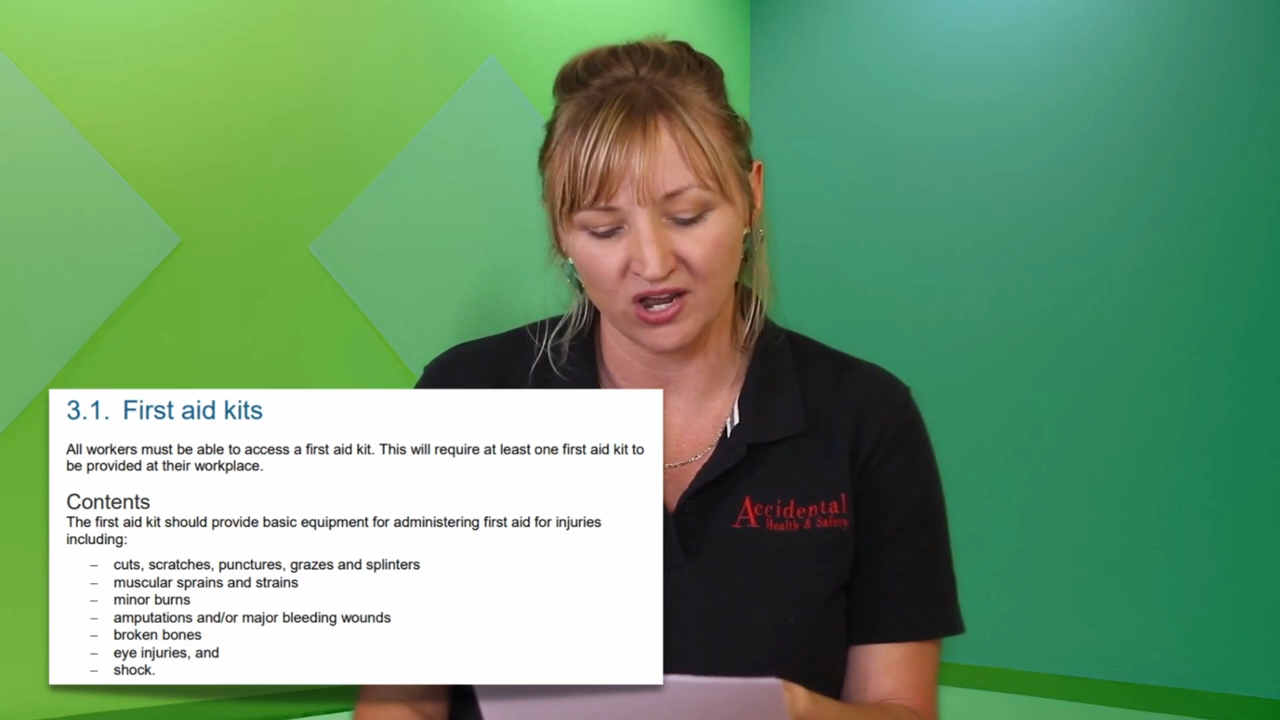 3.1. First aid kits
All workers must be able to access a first aid kit. This will require at least one first aid kit to
be provided at their workplace.
Contents
The first aid kit should provide basic equipment for administering first aid for injuries
including:
– cuts, scratches, punctures, grazes and splinters
– muscular sprains and strains
– minor burns
– amputations and/or major bleeding wounds
– broken bones
– eye injuries, and
– shock.
Accidental
Health & Safety